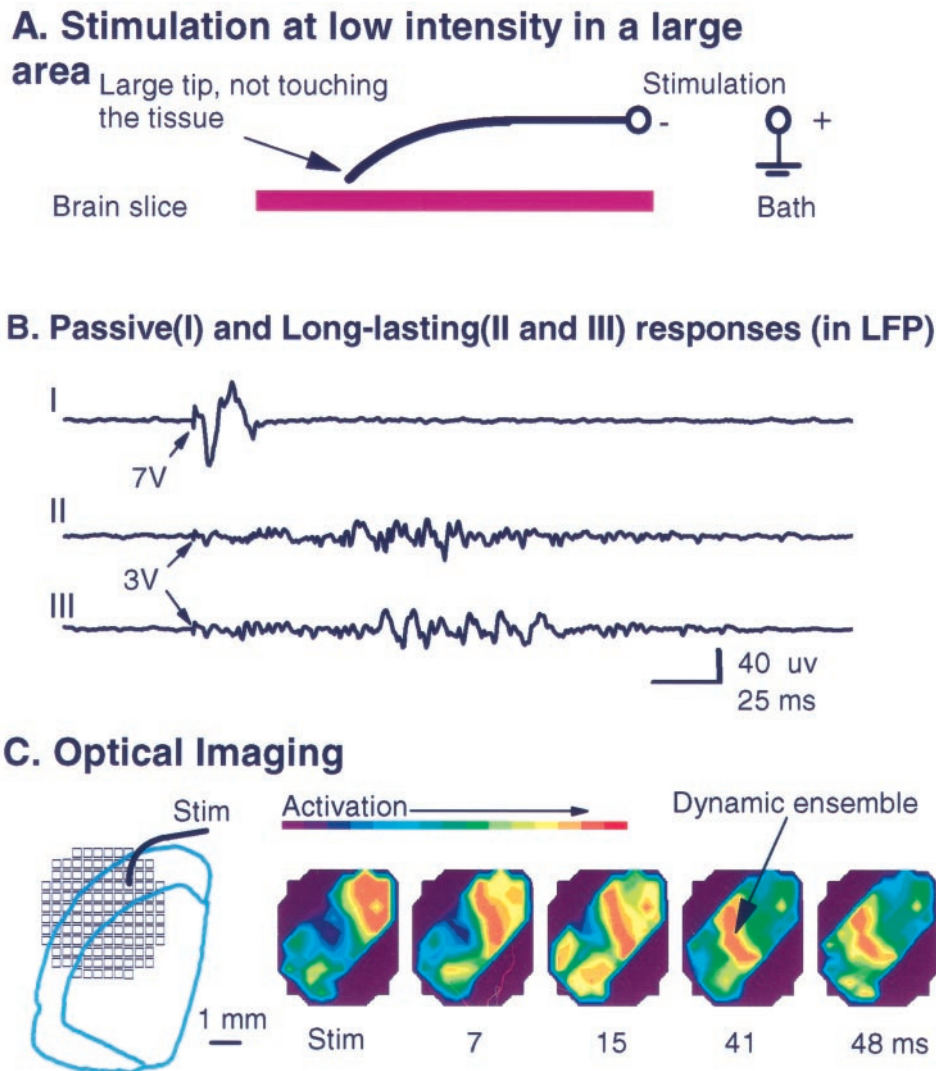 A. Stimulation at low intensity in a large
area
Large tip, not touching
the tissue
Stimulation
-
+
Brain slice
Bath
B. Passive(I) and Long-lasting(II and III) responses (in LFP)
I
7V
II
3V
III
40 uv
25 ms
C. Optical Imaging
Stim
Activation
Dynamic ensemble
1 mm
Stim
7
15
41
48 ms